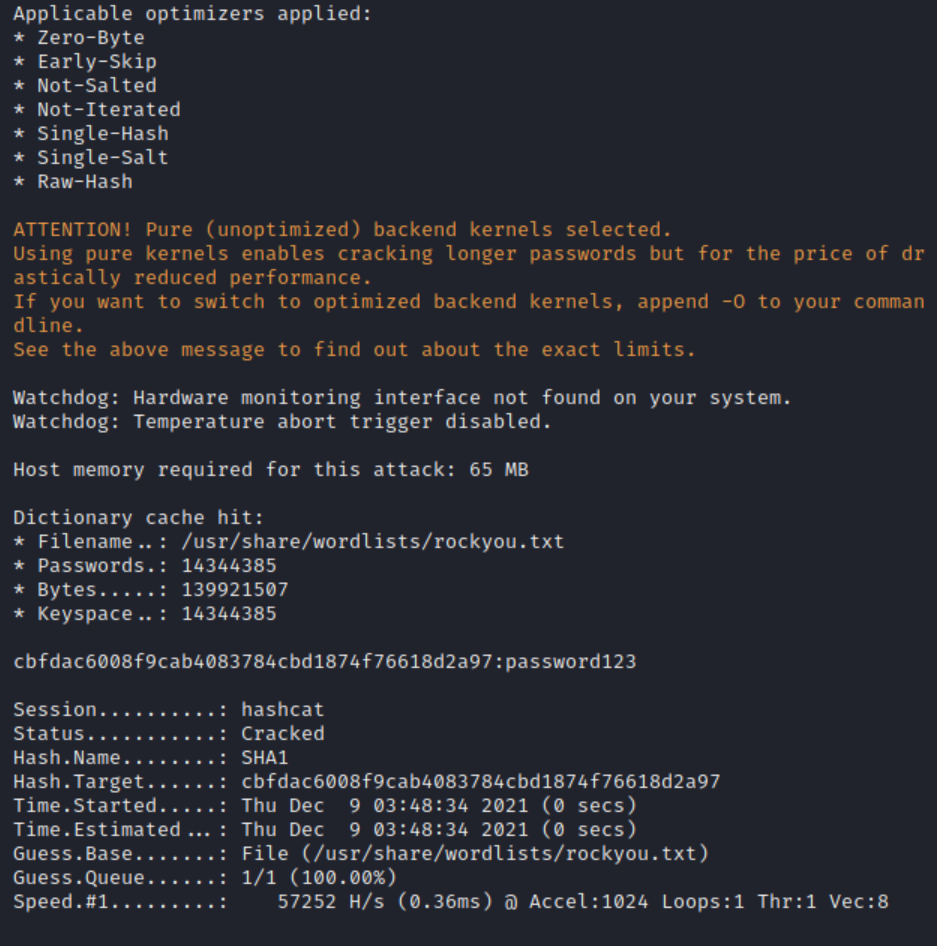 Applicable optimizers applied:
* Zero-Byte
* Early-Skip
* Not-Salted
* Not-Iterated
* Single-Hash
* Single-Salt
* Raw-Hash
ATTENTION! Pure (unoptimized) backend kernels selected.
Using pure kernels enables cracking longer passwords but for the price of dr
astically reduced performance.
If you want to switch to optimized backend kernels, append -O to your comman
dline.
See the above message to find out about the exact limits.
Watchdog: Hardware monitoring interface not found on your system.
Watchdog: Temperature abort trigger disabled.
Host memory required for this attack: 65 MB
Dictionary cache hit:
* Filename..: /usr/share/wordlists/rockyou.txt
* Passwords.: 14344385
* Bytes.....: 139921507
* Keyspace..: 14344385
cbfdac6008f9cab4083784cbd1874f76618d2a97:password123
Session..........: hashcat
Status...........: Cracked
Hash.Name........: SHA1
Hash.Target......: cbfdac6008f9cab4083784cbd1874f76618d2a97
Time.Started.....: Thu Dec  9 03:48:34 2021 (0 secs)
Time.Estimated...: Thu Dec  9 03:48:34 2021 (0 secs)
Guess.Base.......: File (/usr/share/wordlists/rockyou.txt)
Guess.Queue......: 1/1 (100.00%)
Speed.#1.........:    57252 H/s (0.36ms) @ Accel:1024 Loops:1 Thr:1 Vec:8